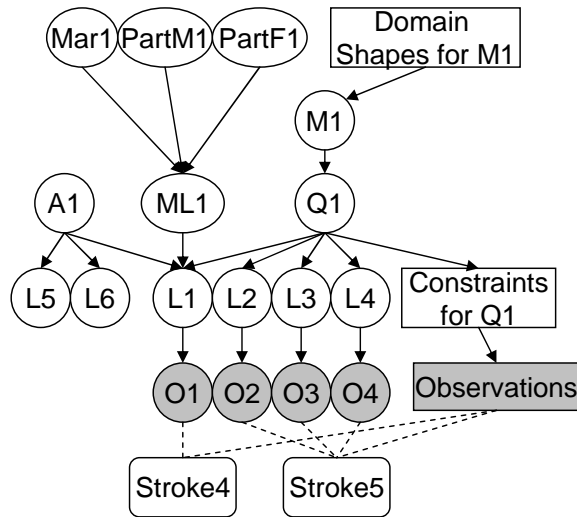 Mar1 PartM1 PartF1
Domain
Shapes for M1
M1
A1 ML1 Q1
L5 L6 L1 L2 L3 L4
Constraints
for Q1
O1 O2 O3 O4 Observations
Stroke4 Stroke5